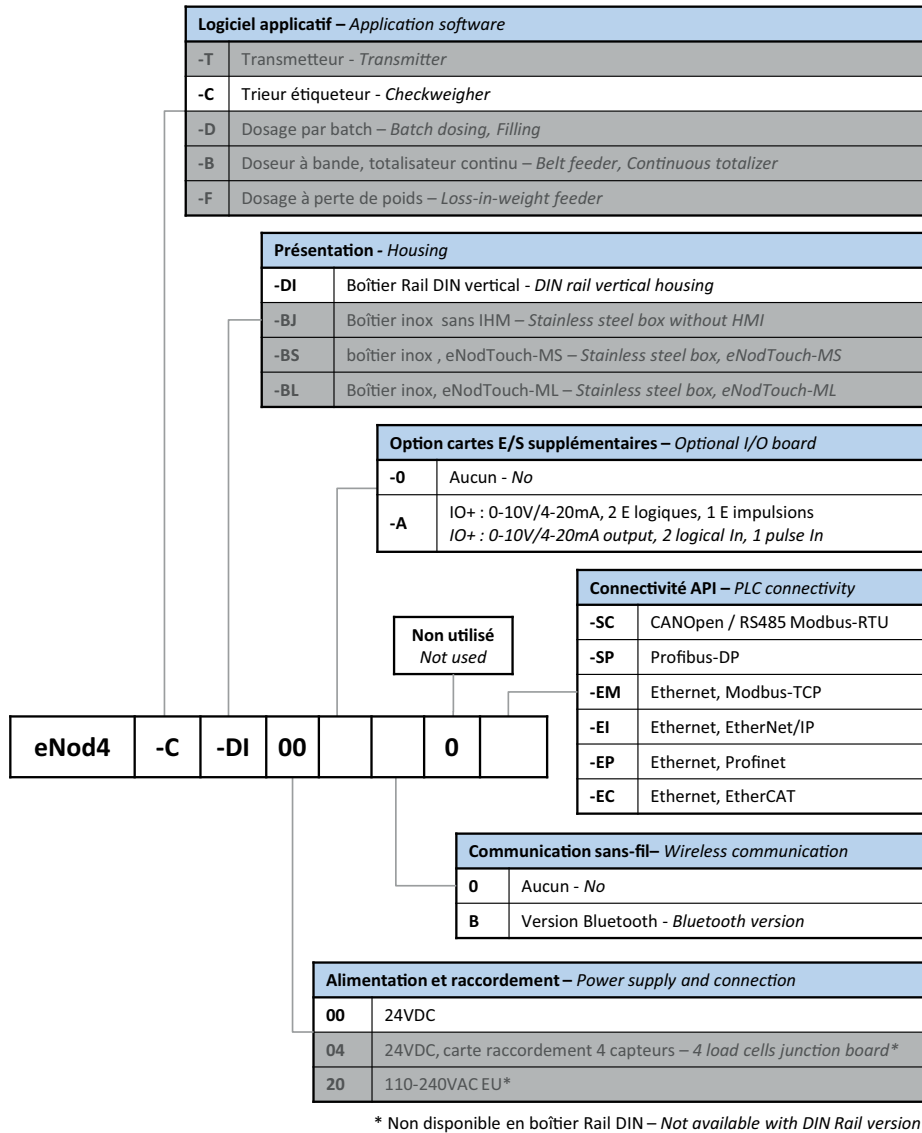 Logiciel applicatif – Application software
-T Transmetteur - Transmitter
-C Trieur étiqueteur - Checkweigher
-D Dosage par batch – Batch dosing, Filling
-B Doseur à bande, totalisateur continu – Belt feeder, Continuous totalizer
-F Dosage à perte de poids – Loss-in-weight feeder
Présentation - Housing
-DI Boîtier Rail DIN vertical - DIN rail vertical housing
-BJ Boîtier inox sans IHM – Stainless steel box without HMI
-BS boîtier inox , eNodTouch-MS – Stainless steel box, eNodTouch-MS
-BL Boîtier inox, eNodTouch-ML – Stainless steel box, eNodTouch-ML
Option cartes E/S supplémentaires – Optional I/O board
-0 Aucun - No
-A IO+ : 0-10V/4-20mA, 2 E logiques, 1 E impulsions
IO+ : 0-10V/4-20mA output, 2 logical In, 1 pulse In
Connectivité API – PLC connectivity
-SC CANOpen / RS485 Modbus-RTU
-SP Profibus-DP
-EM Ethernet, Modbus-TCP
-EI Ethernet, EtherNet/IP
-EP Ethernet, Profinet
-EC Ethernet, EtherCAT
Non utilisé
Not used
eNod4 -C -DI 00 0
Communication sans-fil– Wireless communication
0 Aucun - No
B Version Bluetooth - Bluetooth version
Alimentation et raccordement – Power supply and connection
00 24VDC
04 24VDC, carte raccordement 4 capteurs – 4 load cells junction board*
20 110-240VAC EU*
* Non disponible en boîtier Rail DIN – Not available with DIN Rail version